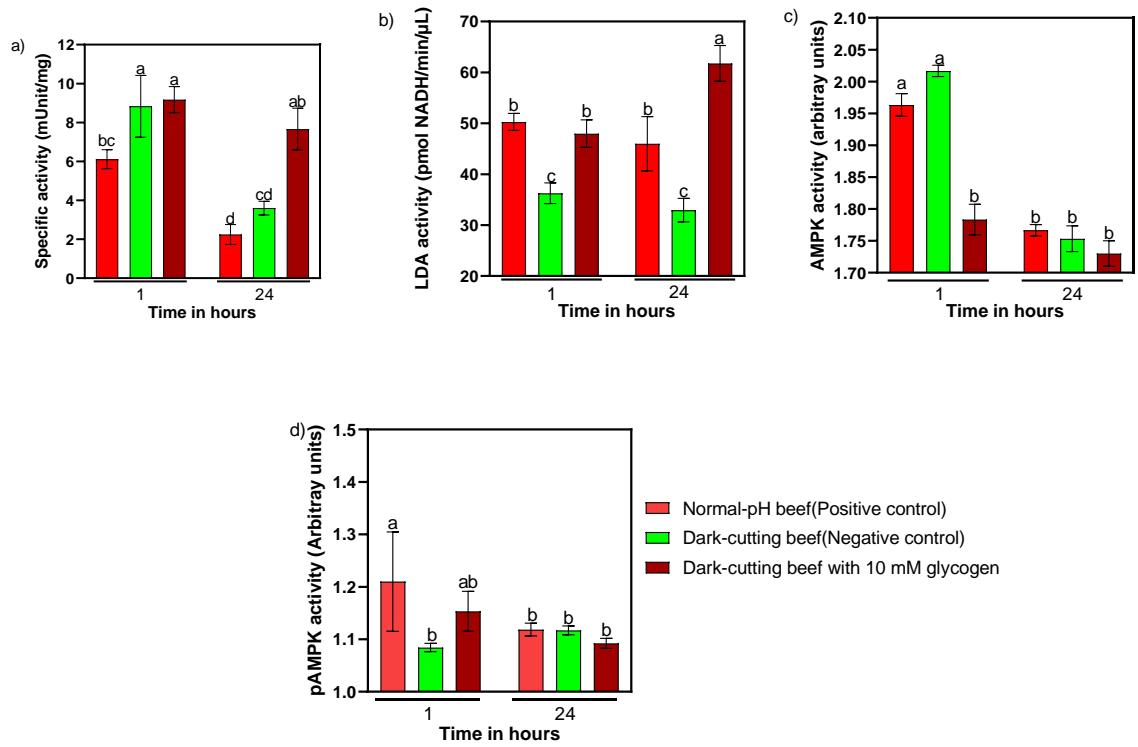 a)
Specific activity (mUnit/mg)
12
10
8
6
4
2
0
bc
a
a
d
cd
ab
1
24
Time in hours
b)
LDA activity (pmol NADH/min/µL)
70
60
50
40
30
20
b
c
b
b
c
a
1
24
Time in hours
c)
AMPK activity (arbitray units)
2.10
2.05
2.00
1.95
1.90
1.85
1.80
1.75
1.70
a
a
b
b
b
b
1
24
Time in hours
d)
pAMPK activity (Arbitray units)
1.5
1.4
1.3
1.2
1.1
1.0
a
b
ab
b
b
b
1
24
Time in hours
Normal-pH beef(Positive control)
Dark-cutting beef(Negative control)
Dark-cutting beef with 10 mM glycogen